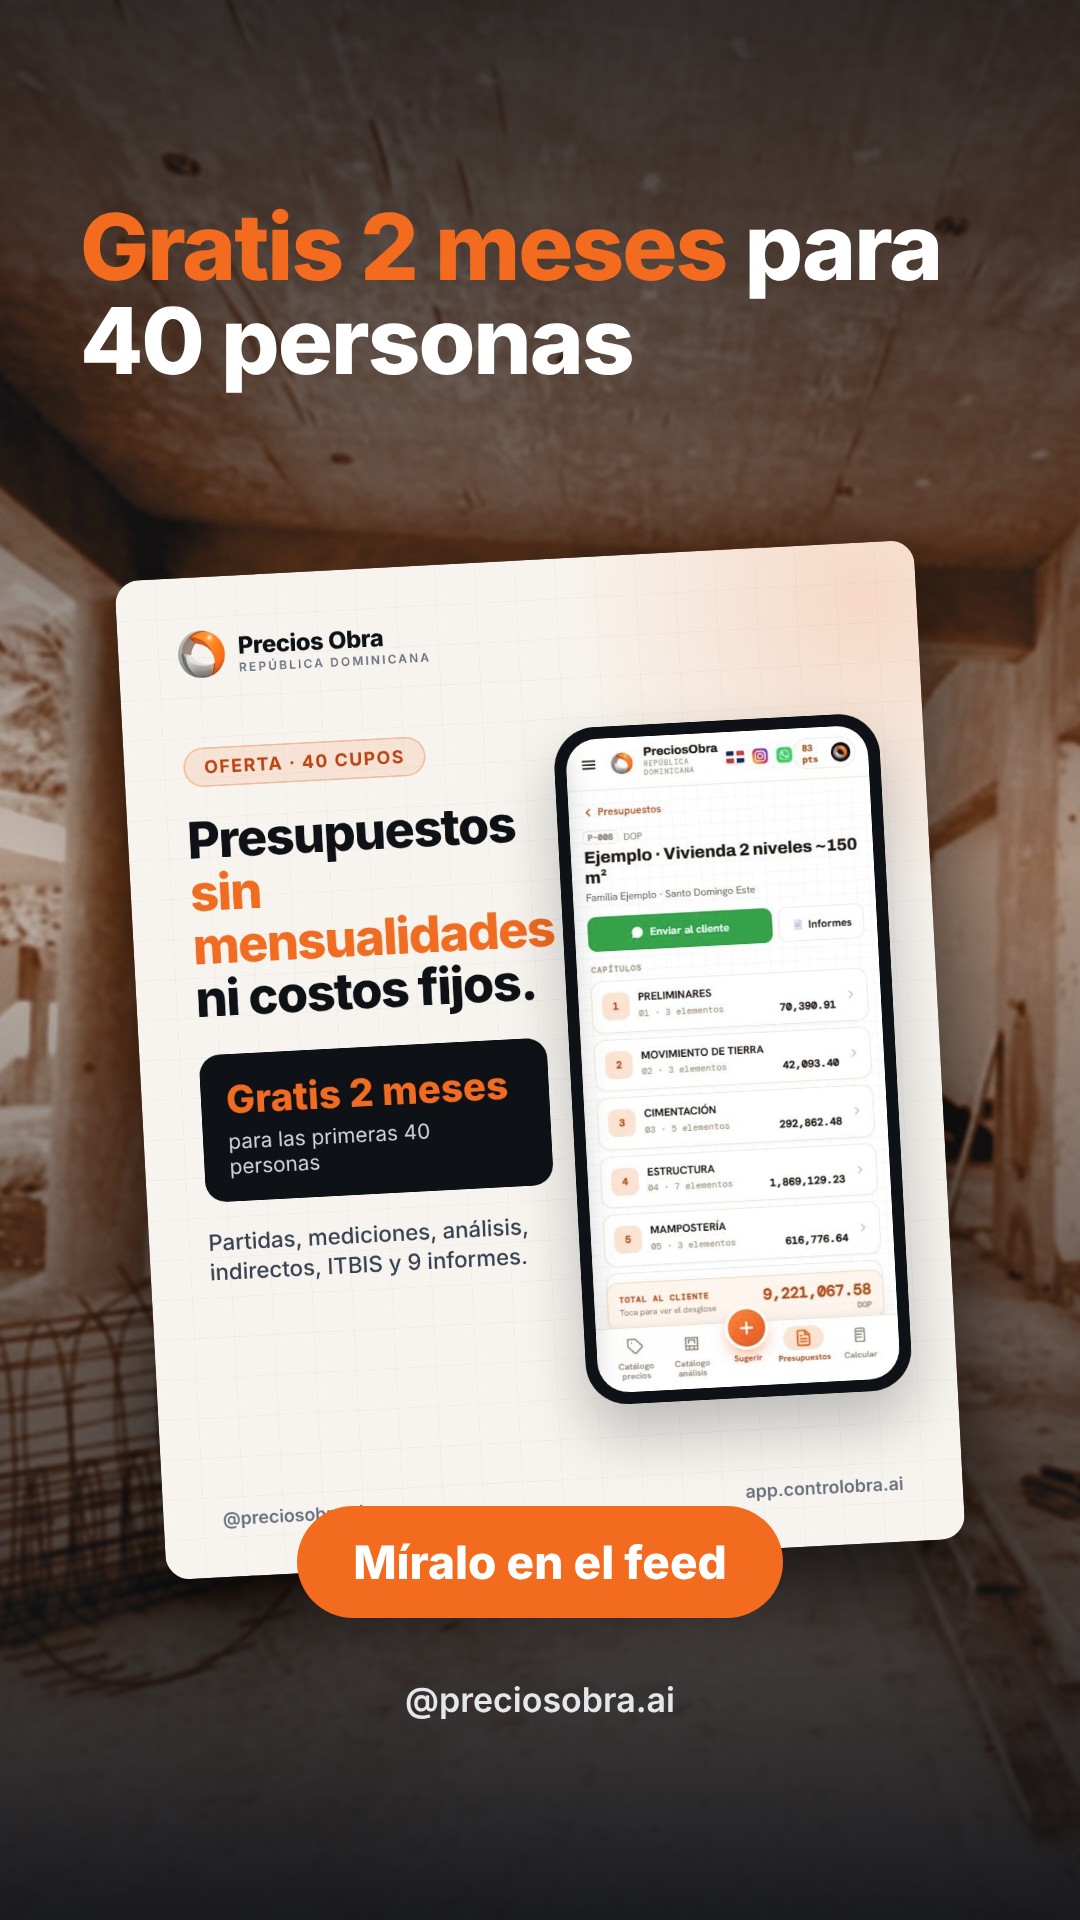 Gratis 2 meses para
40 personas
Precios Obra
REPÚBLICA DOMINICANA
OFERTA · 40 CUPOS
Presupuestos
sin
mensualidades
ni costos fijos.
Gratis 2 meses
para las primeras 40
personas
Partidas, mediciones, análisis,
indirectos, ITBIS y 9 informes.
PreciosObra
REPÚBLICA
DOMINICANA
83
pts
Presupuestos
P-008 DOP
Ejemplo · Vivienda 2 niveles ~150
m²
Familia Ejemplo · Santo Domingo Este
Enviar al cliente
Informes
CAPÍTULOS
1 PRELIMINARES
01 · 3 elementos 70,390.91
2 MOVIMIENTO DE TIERRA
02 · 3 elementos 42,093.40
3 CIMENTACIÓN
03 · 5 elementos 292,862.48
4 ESTRUCTURA
04 · 7 elementos 1,869,129.23
5 MAMPOSTERÍA
05 · 3 elementos 616,776.64
TOTAL AL CLIENTE 9,221,067.58
Toca para ver el desglose DOP
Catálogo
precios
Catálogo
análisis
Sugerir
Presupuestos
Calcular
app.controlobra.ai
Míralo en el feed
@preciosobra.ai